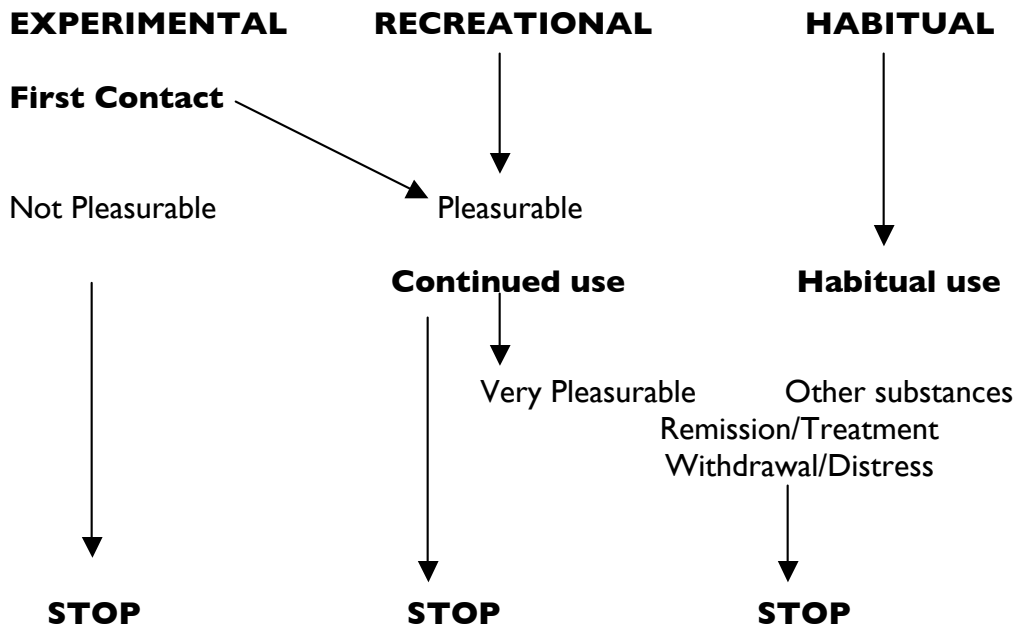 EXPERIMENTAL RECREATIONAL HABITUAL
First Contact
Not Pleasurable Pleasurable
Continued use Habitual use
Very Pleasurable Other substances
Remission/Treatment
Withdrawal/Distress
STOP STOP STOP